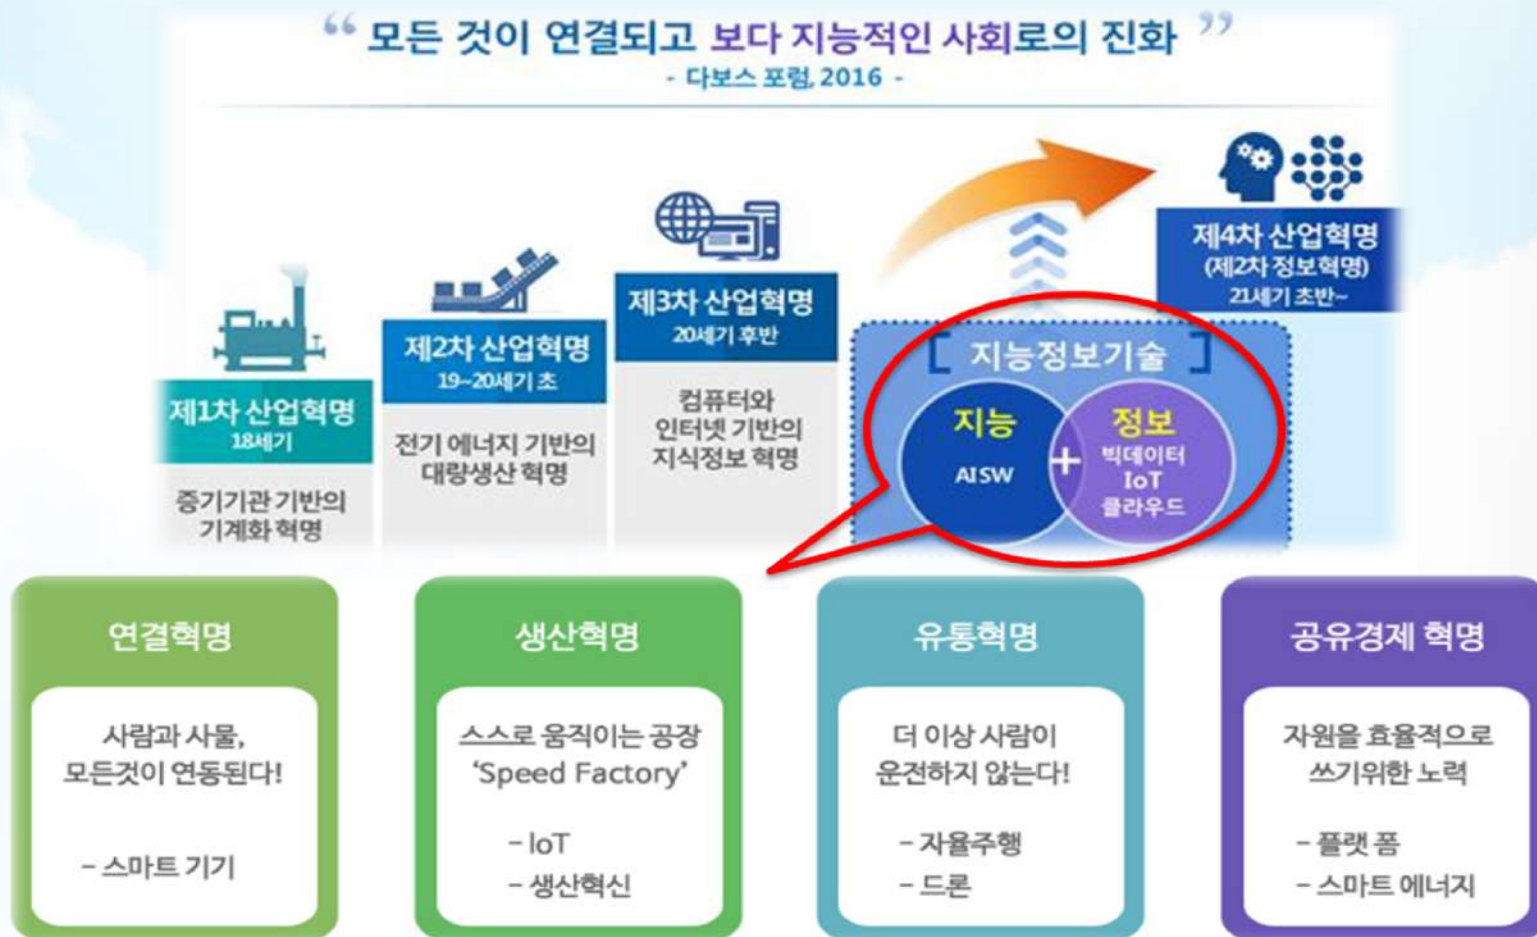 “ 모든 것이 연결되고 보다 지능적인 사회로의 진화 ”
- 다보스 포럼, 2016 -
제1차 산업혁명
18세기
증기기관 기반의
기계화 혁명
제2차 산업혁명
19~20세기 초
전기 에너지 기반의
대량생산 혁명
제3차 산업혁명
20세기 후반
컴퓨터와
인터넷 기반의
지식정보 혁명
제4차 산업혁명
(제2차 정보혁명)
21세기 초반~
[ 지능정보기술 ]
지능
AI SW
+
정보
빅데이터
IoT
클라우드
연결혁명
사람과 사물,
모든것이 연동된다!
- 스마트 기기
생산혁명
스스로 움직이는 공장
‘Speed Factory’
- IoT
- 생산혁신
유통혁명
더 이상 사람이
운전하지 않는다!
- 자율주행
- 드론
공유경제 혁명
자원을 효율적으로
쓰기위한 노력
- 플랫 폼
- 스마트 에너지